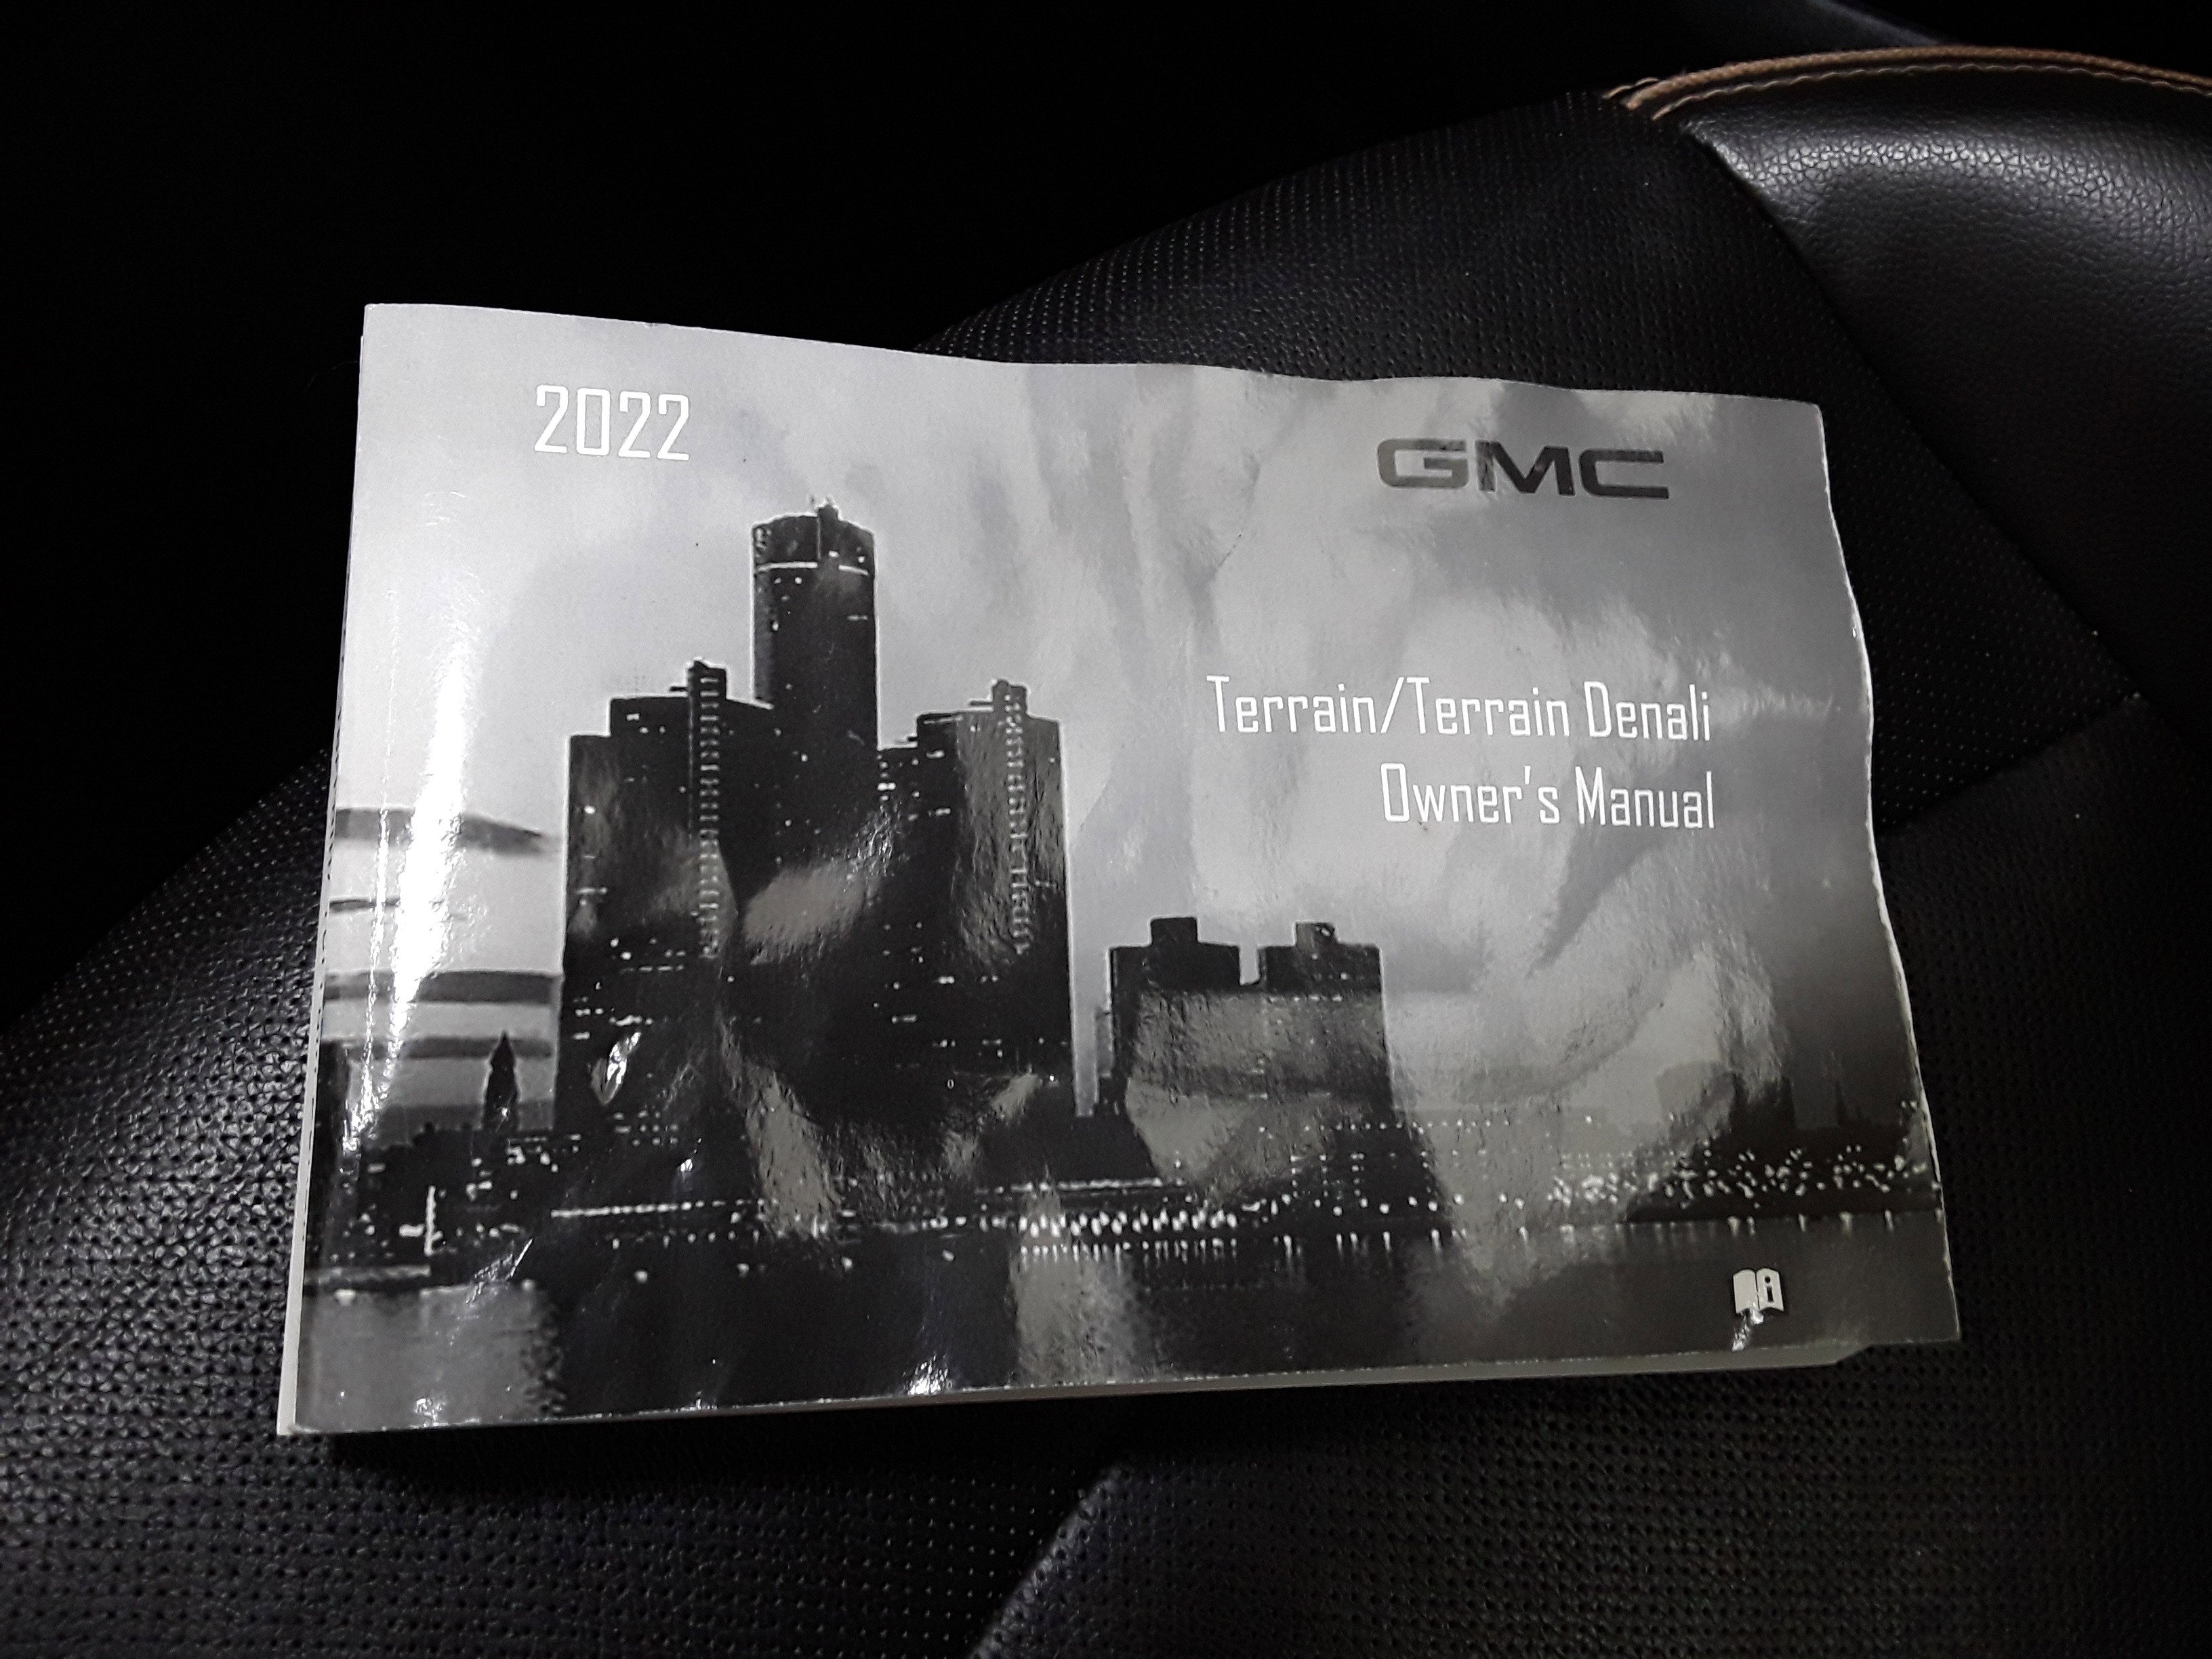 2022
GMC
Terrain/Terrain Denali
Owner's Manual